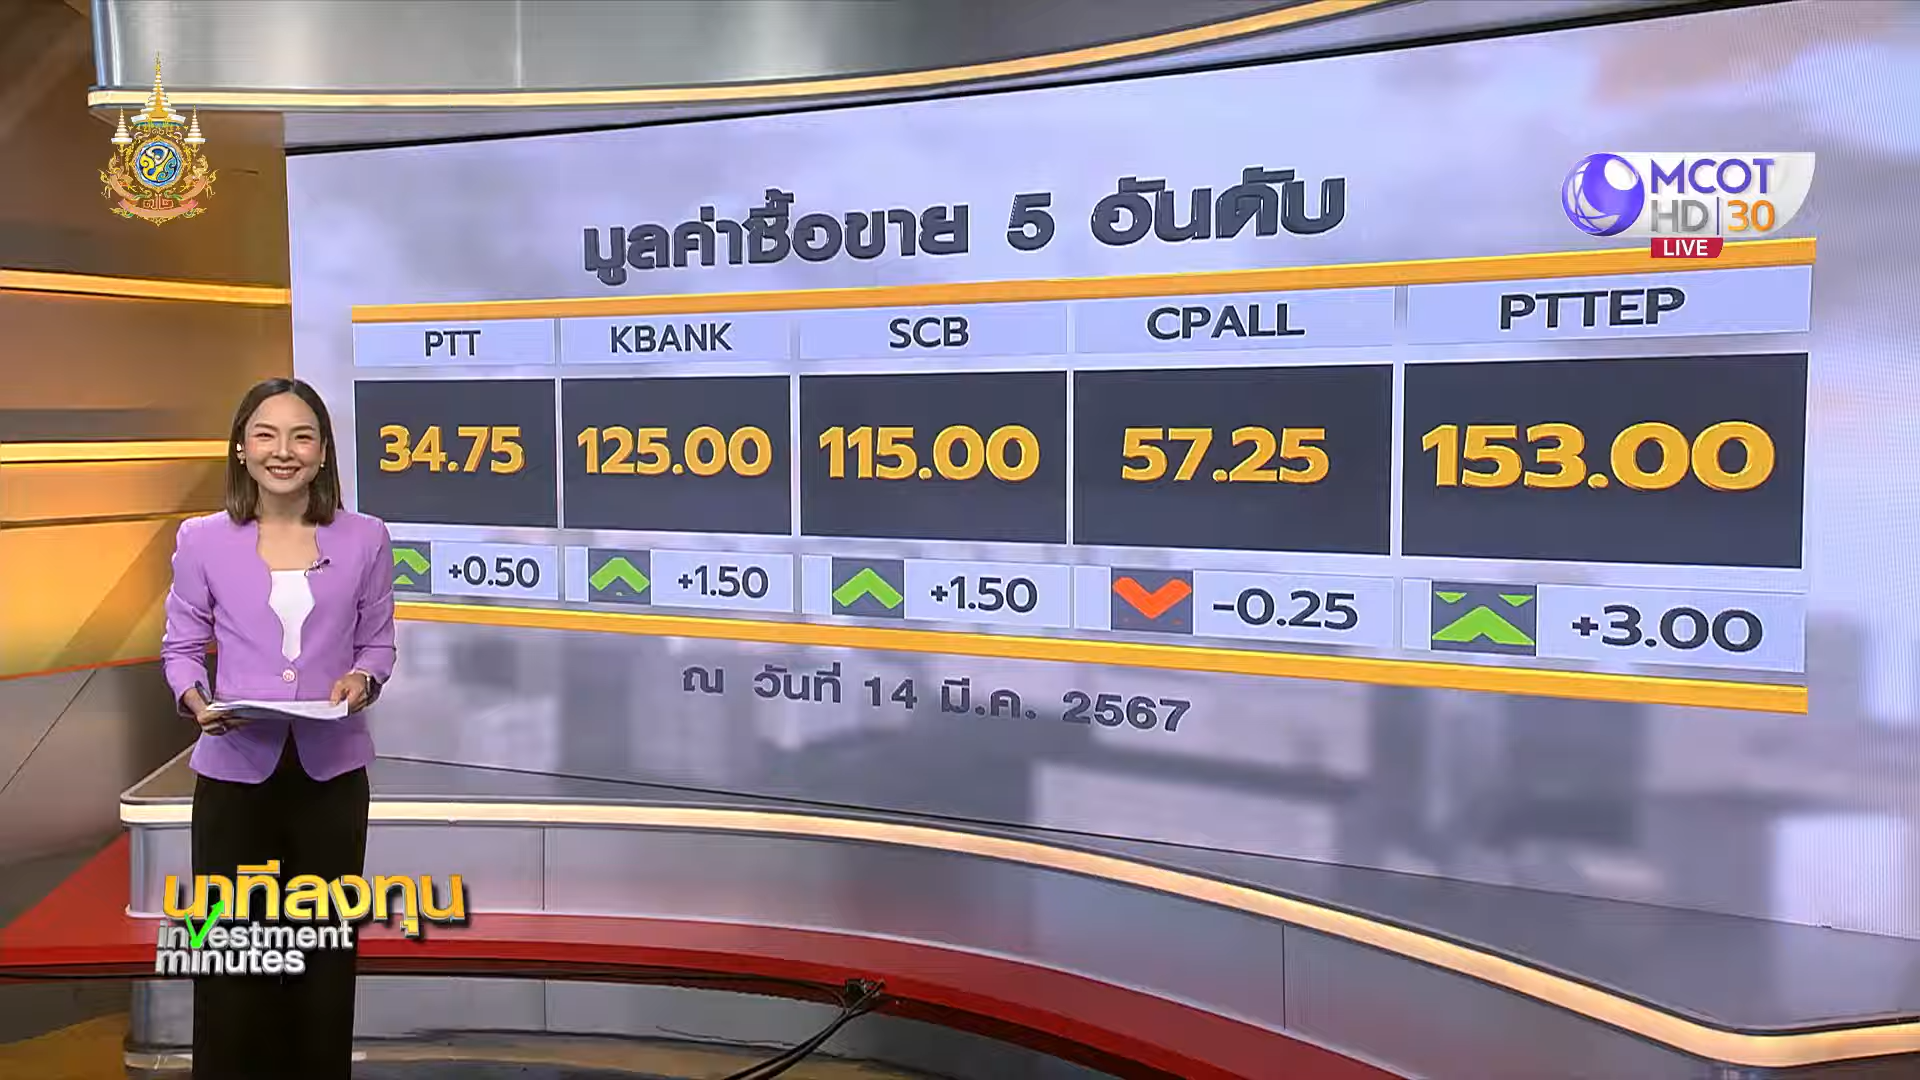 มูลค่าซื้อขาย 5 อันดับ
PTT KBANK SCB CPALL PTTEP
34.75 125.00 115.00 57.25 153.00
+0.50 +1.50 +1.50 -0.25 +3.00
ณ วันที่ 14 มี.ค. 2567
MCOT
HD 30
LIVE
นาทีลงทุน
investment
minutes